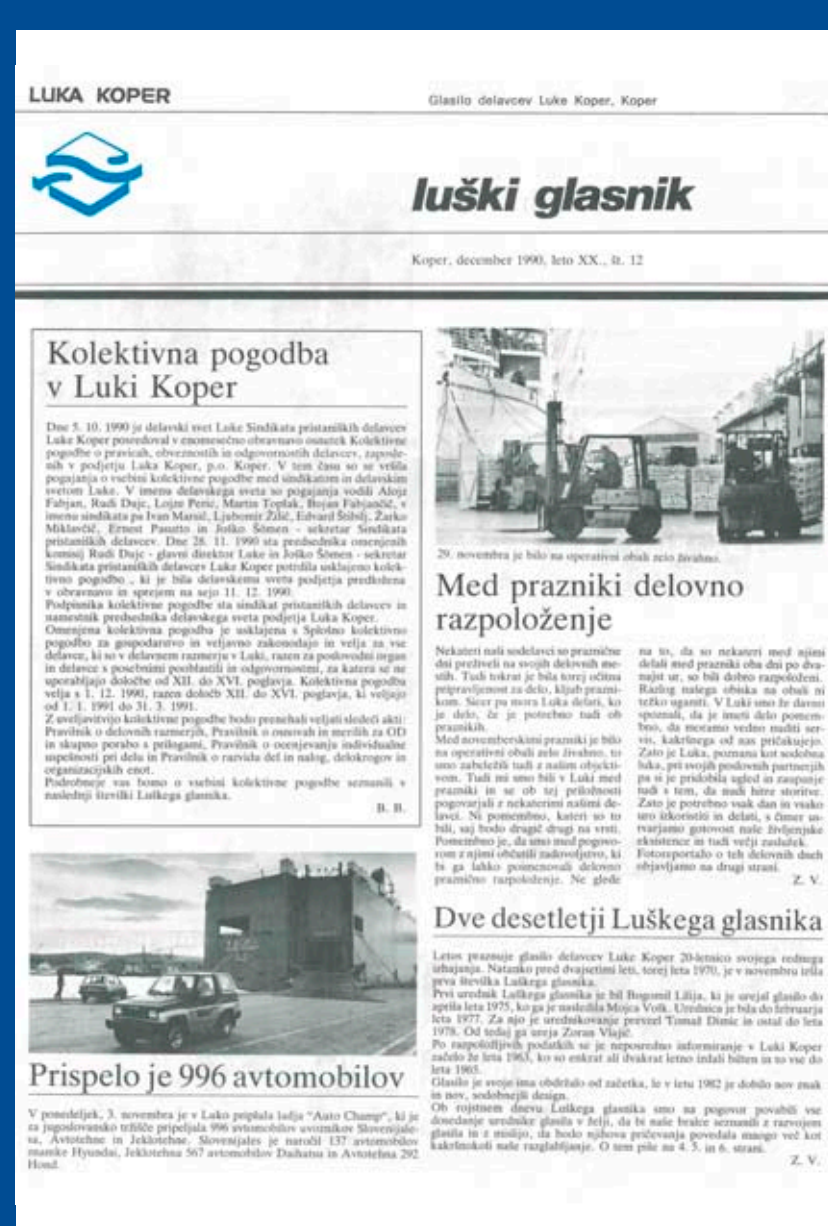 LUKA KOPER
Glasilo delavcev Luke Koper, Koper
luški glasnik
Koper, december 1990, leto XX., št. 12
Kolektivna pogodba
v Luki Koper
Dne 5. 10. 1990 je delavski svet Luke Sindikata pristaniških delavcev
Luke Koper posredoval v enomesečno obravnavo osnutek Kolektivne
pogodbe o pravicah, obveznostih in odgovornostih delavcev, zaposle-
nih v podjetju Luka Koper, p.o. Koper. V tem času so se vršila
pogajanja o vsebini kolektivne pogodbe med sindikatom in delavskim
svetom Luke. V imenu delavskega sveta so pogajanja vodili Alojz
Fabjan, Rudi Dujc, Lojze Peric, Martin Toplak, Bojan Fabjančič, v
imenu sindikata pa Ivan Marsič, Ljubomir Žilić, Edvard Štibilj, Žarko
Miklavčič, Ernest Pasutto in Joško Šömen - sekretar Sindikata
pristaniških delavcev. Dne 28. 11. 1990 sta predsednika omenjenih
komisij Rudi Dujc - glavni direktor Luke in Joško Šömen - sekretar
Sindikata pristaniških delavcev Luke Koper potrdila usklajeno kolek-
tivno pogodbo , ki je bila delavskemu svetu podjetja predložena
v obravnavo in sprejem na sejo 11. 12. 1990.
Podpisnika kolektivne pogodbe sta sindikat pristaniških delavcev in
namestnik predsednika delavskega sveta podjetja Luka Koper.
Omenjena kolektivna pogodba je usklajena s Splošno kolektivno
pogodbo za gospodarstvo in veljavno zakonodajo in velja za vse
delavce, ki so v delavnem razmerju v Luki, razen za poslovodni organ
in delavce s posebnimi pooblastili in odgovornostmi, za katera se ne
uporabljajo določbe od XII. do XVI. poglavja. Kolektivna pogodba
velja s 1. 12. 1990, razen določb XII. do XVI. poglavja, ki veljajo
od 1. 1. 1991 do 31. 3. 1991.
Z uveljavitvijo kolektivne pogodbe bodo prenehali veljati sledeči akti:
Pravilnik o delovnih razmerjih, Pravilnik o osnovah in merilih za OD
in skupno porabo s prilogami, Pravilnik o ocenjevanju individualne
uspešnosti pri delu in Pravilnik o razvidu del in nalog, delokrogov in
organizacijskih enot.
Podrobneje vas bomo o vsebini kolektivne pogodbe seznanili v
naslednji številki Luškega glasnika.
B. B.
29. novembra je bilo na operativni obali zelo živahno.
Med prazniki delovno
razpoloženje
Nekateri naši sodelavci so praznične
dni preživeli na svojih delovnih me-
stih. Tudi tokrat je bila torej očitna
pripravljenost za delo, kljub prazni-
kom. Sicer pa mora Luka delati, ko
je delo, če je potrebno tudi ob
praznikih.
Med novemberskimi prazniki je bilo
na operativni obali zelo živahno, to
smo zabeležili tudi z našim objekti-
vom. Tudi mi smo bili v Luki med
prazniki in se ob tej priložnosti
pogovarjali z nekaterimi našimi de-
lavci. Ni pomembno, kateri so to
bili, saj bodo drugič drugi na vrsti.
Pomembno je, da smo med pogovo-
rom z njimi občutili zadovoljstvo, ki
bi ga lahko poimenovali delovno
praznično razpoloženje. Ne glede
na to, da so nekateri med njimi
delali med prazniki oba dni po dva-
najst ur, so bili dobro razpoloženi.
Razlog našega obiska na obali ni
težko uganiti. V Luki smo že davno
spoznali, da je imeti delo pomem-
bno, da moramo vedno nuditi ser-
vis, kakršnega od nas pričakujejo.
Zato je Luka, poznana kot sodobna
luka, pri svojih poslovnih partnerjih
pa si je pridobila ugled in zaupanje
tudi s tem, da nudi hitre storitve.
Zato je potrebno vsak dan in vsako
uro izkoristiti in delati, s čimer us-
tvarjamo gotovost naše življenjske
eksistence in tudi večji zaslužek.
Fotoreportažo o teh delovnih dneh
objavljamo na drugi strani.
Z. V.
Prispelo je 996 avtomobilov
V ponedeljek, 3. novembra je v Luko priplula ladja "Auto Champ", ki je
za jugoslovansko tržišče pripeljala 996 avtomobilov uvoznikov Slovenijale-
sa, Avtotehne in Jeklotehne. Slovenijales je naročil 137 avtomobilov
znamke Hyundai, Jeklotehna 567 avtomobilov Daihatsu in Avtotehna 292
Hond.
Dve desetletji Luškega glasnika
Letos praznuje glasilo delavcev Luke Koper 20-letnico svojega rednega
izhajanja. Natanko pred dvajsetimi leti, torej leta 1970, je v novembru izšla
prva številka Luškega glasnika.
Prvi urednik Luškega glasnika je bil Bogomil Lilija, ki je urejal glasilo do
aprila leta 1975, ko ga je nasledila Mojca Volk. Urednica je bila do februarja
leta 1977. Za njo je urednikovanje prevzel Tomaž Dimic in ostal do leta
1978. Od tedaj ga ureja Zoran Vlajić.
Po razpoložljivih podatkih se je neposredno informiranje v Luki Koper
začelo že leta 1963, ko so enkrat ali dvakrat letno izdali bilten in to vse do
leta 1965.
Glasilo je svoje ima obdržalo od začetka, le v letu 1982 je dobilo nov znak
in nov, sodobnejši design.
Ob rojstnem dnevu Luškega glasnika smo na pogovor povabili vse
dosedanje urednike glasila v želji, da bi naše bralce seznanili z razvojem
glasila in z mislijo, da bodo njihova pričevanja povedala mnogo več kot
kakršnokoli naše razglabljanje. O tem piše na 4. 5. in 6. strani.
Z. V.